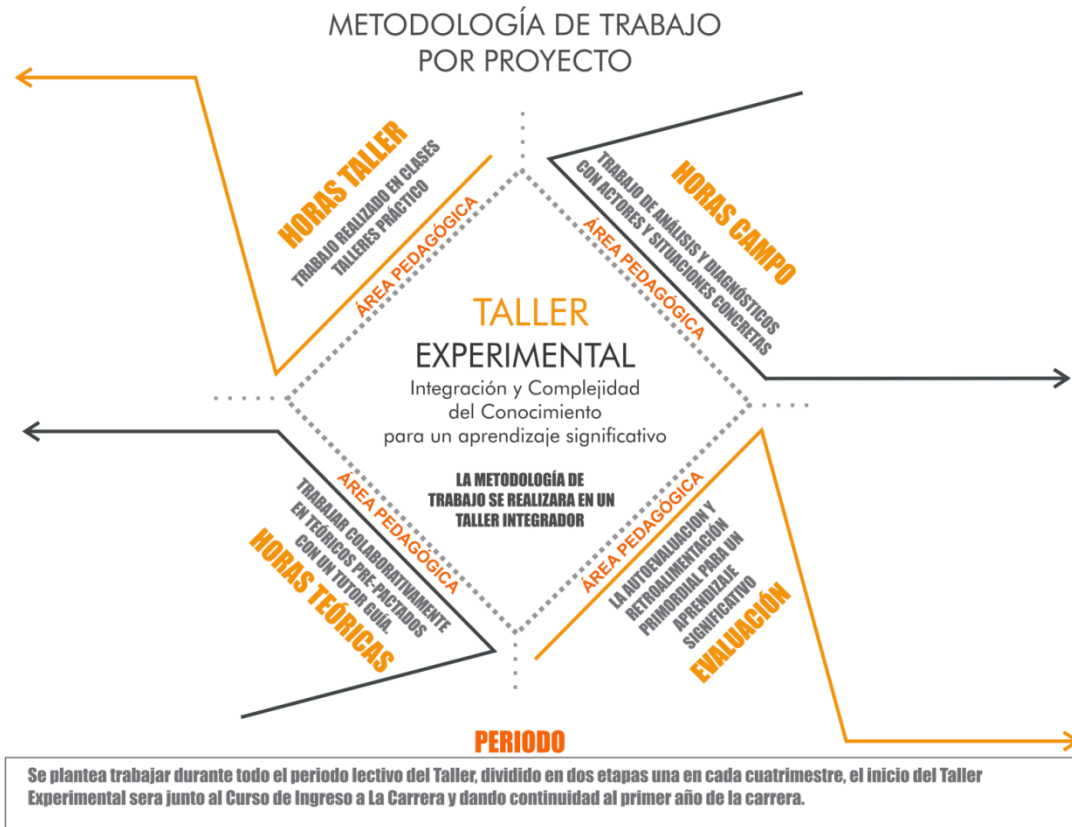 METODOLOGÍA DE TRABAJO
POR PROYECTO
HORAS TALLER
TRABAJO REALIZADO EN CLASES
TALLERES PRÁCTICO
ÁREA PEDAGÓGICA
HORAS CAMPO
TRABAJO DE ANÁLISIS Y DIAGNÓSTICOS
CON ACTORES Y SITUACIONES CONCRETAS
ÁREA PEDAGÓGICA
TALLER
EXPERIMENTAL
Integración y Complejidad
del Conocimiento
para un aprendizaje significativo
LA METODOLOGÍA DE
TRABAJO SE REALIZARA EN UN
TALLER INTEGRADOR
ÁREA PEDAGÓGICA
TRABAJAR COLABORATIVAMENTE
EN TEÓRICOS PRE-PACTADOS
CON UN TUTOR GUÍA.
HORAS TEÓRICAS
ÁREA PEDAGÓGICA
LA AUTOEVALUACION Y
RETROALIMENTACIÓN
PRIMORDIAL PARA UN
APRENDIZAJE
SIGNIFICATIVO
EVALUACIÓN
PERIODO
Se plantea trabajar durante todo el periodo lectivo del Taller, dividido en dos etapas una en cada cuatrimestre, el inicio del Taller
Experimental sera junto al Curso de Ingreso a La Carrera y dando continuidad al primer año de la carrera.